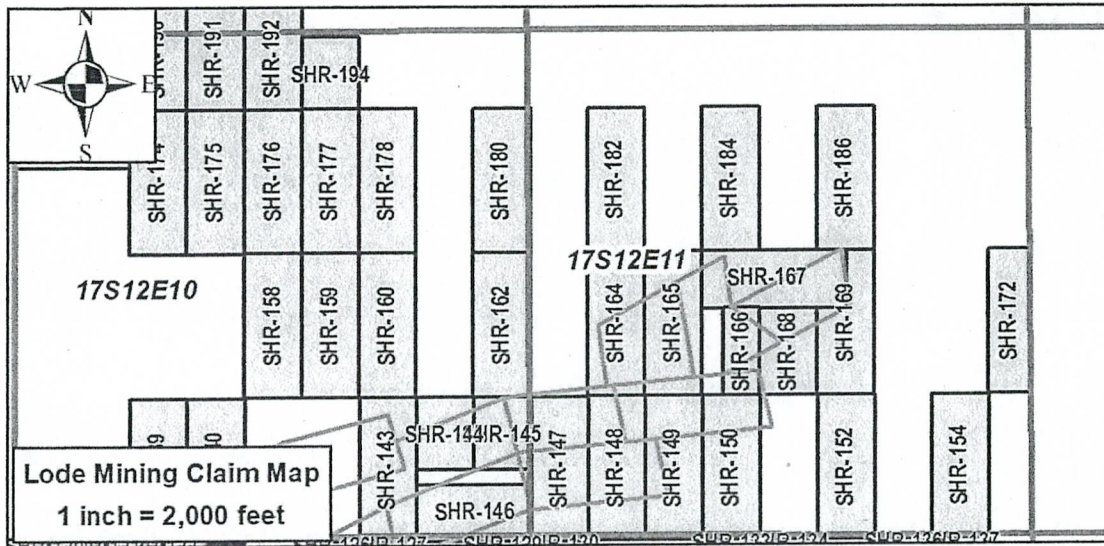 N
W E
S
SHR-191
SHR-192
SHR-194
SHR-175
SHR-176
SHR-177
SHR-178
SHR-180
SHR-182
SHR-184
SHR-186
17S12E10
17S12E11
SHR-158
SHR-159
SHR-160
SHR-162
SHR-164
SHR-165
SHR-166
SHR-167
SHR-168
SHR-169
SHR-172
SHR-143
SHR-144
SHR-146
SHR-147
SHR-148
SHR-149
SHR-150
SHR-152
SHR-154
Lode Mining Claim Map
1 inch = 2,000 feet